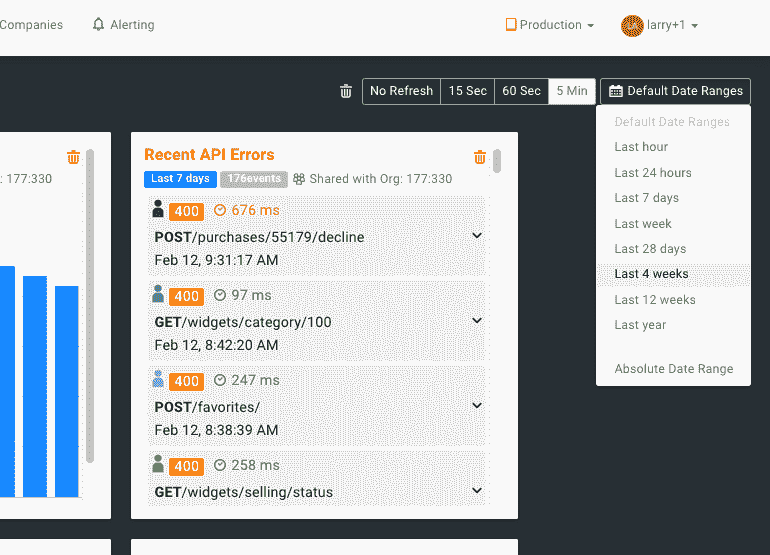 Companies
Alerting
Production
larry+1
No Refresh
15 Sec
60 Sec
5 Min
Default Date Ranges
Default Date Ranges
Last hour
Last 24 hours
Last 7 days
Last week
Last 28 days
Last 4 weeks
Last 12 weeks
Last year
Absolute Date Range
: 177:330
Recent API Errors
Last 7 days
176events
Shared with Org: 177:330
400
676 ms
POST/purchases/55179/decline
Feb 12, 9:31:17 AM
400
97 ms
GET/widgets/category/100
Feb 12, 8:42:20 AM
400
247 ms
POST/favorites/
Feb 12, 8:38:39 AM
400
258 ms
GET/widgets/selling/status